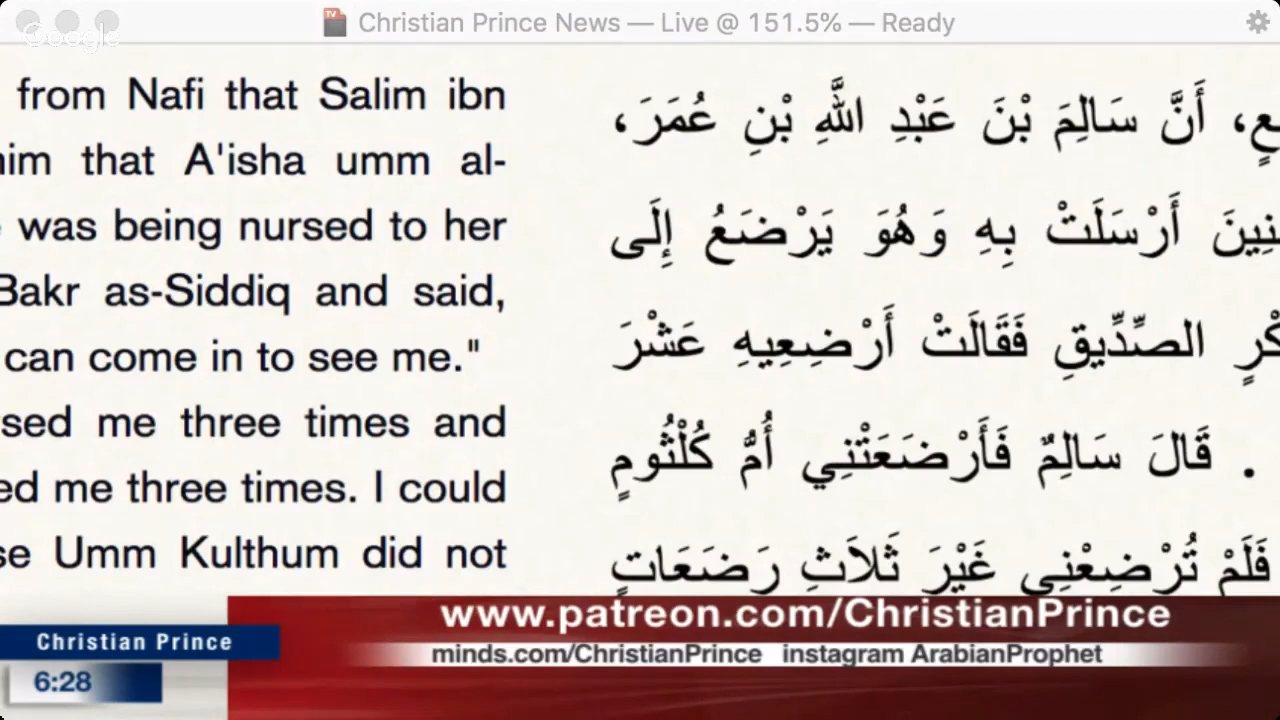 Christian Prince News — Live @ 151.5% — Ready
Google
from Nafi that Salim ibn
him that A'isha umm al-
was being nursed to her
Bakr as-Siddiq and said,
can come in to see me."
sed me three times and
ed me three times. I could
se Umm Kulthum did not
أَنَّ سَالِمَ بْنَ عَبْدِ اللَّهِ بْنِ عُمَرَ،
أَرْسَلَتْ بِهِ وَهُوَ يَرْضَعُ إِلَى
الصِّدِّيقِ فَقَالَتْ أَرْضِعِيهِ عَشْرَ
. قَالَ سَالِمٌ فَأَرْضَعَتْنِي أُمُّ كُلْثُومٍ
فَلَمْ تُرْضِعْنِي غَيْرَ ثَلاَثِ رَضَعَاتٍ
www.patreon.com/ChristianPrince
Christian Prince
minds.com/ChristianPrince instagram ArabianProphet
6:28